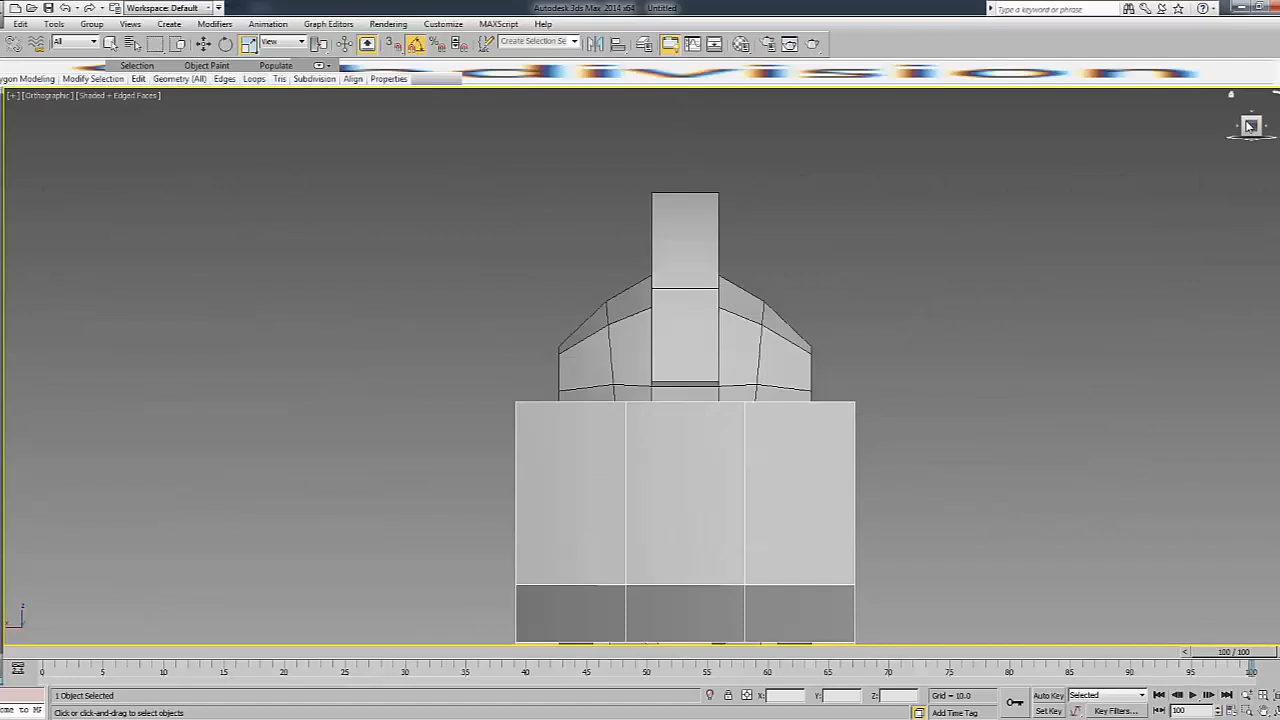 Workspace: Default
Autodesk 3ds Max 2014 x64 Untitled
Type a keyword or phrase
Edit Tools Group Views Create Modifiers Animation Graph Editors Rendering Customize MAXScript Help
All View Create Selection Se
Selection Object Paint Populate
ygon Modeling Modify Selection Edit Geometry (All) Edges Loops Tris Subdivision Align Properties
[+] [Orthographic] [Shaded + Edged Faces]
z
100 / 100
0 5 10 15 20 25 30 35 40 45 50 55 60 65 70 75 80 85 90 95 100
1 Object Selected X: Y: Z: Grid = 10.0 Auto Key Selected
ome to MF Click or click-and-drag to select objects Add Time Tag Set Key Key Filters... 100